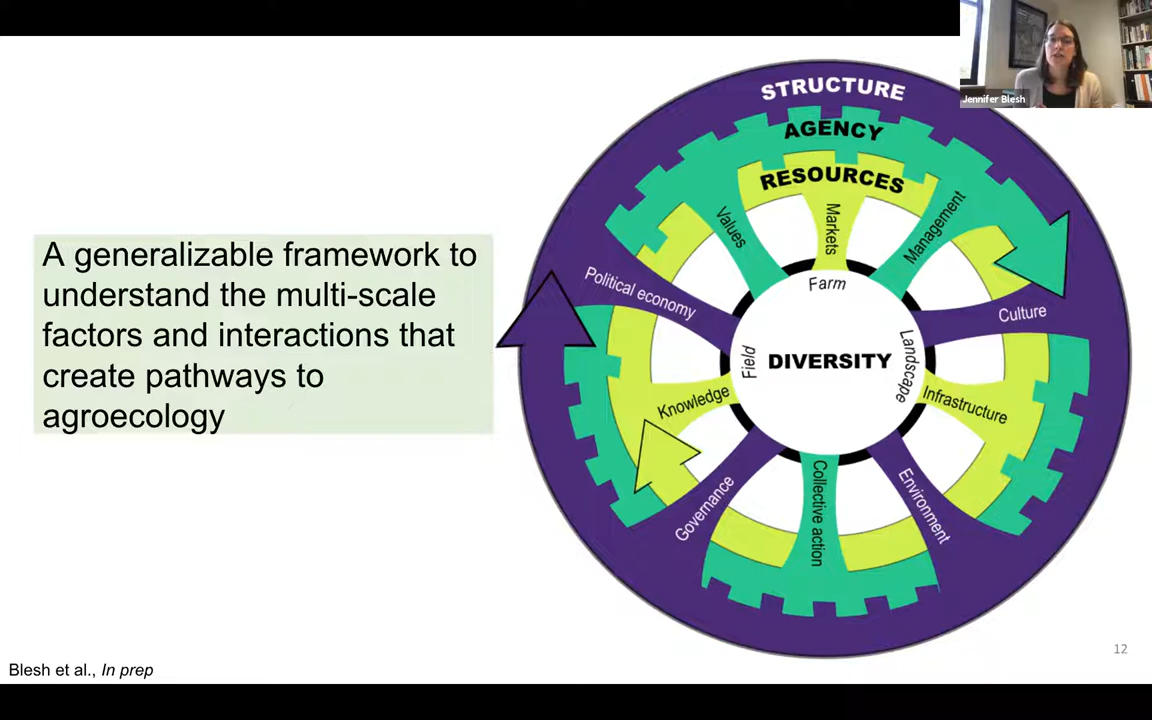 Jennifer Blesh
STRUCTURE
AGENCY
RESOURCES
Values
Markets
Management
Political economy
Farm
Culture
Field
DIVERSITY
Landscape
Knowledge
Infrastructure
Governance
Collective action
Environment
A generalizable framework to
understand the multi-scale
factors and interactions that
create pathways to
agroecology
12
Blesh et al., In prep